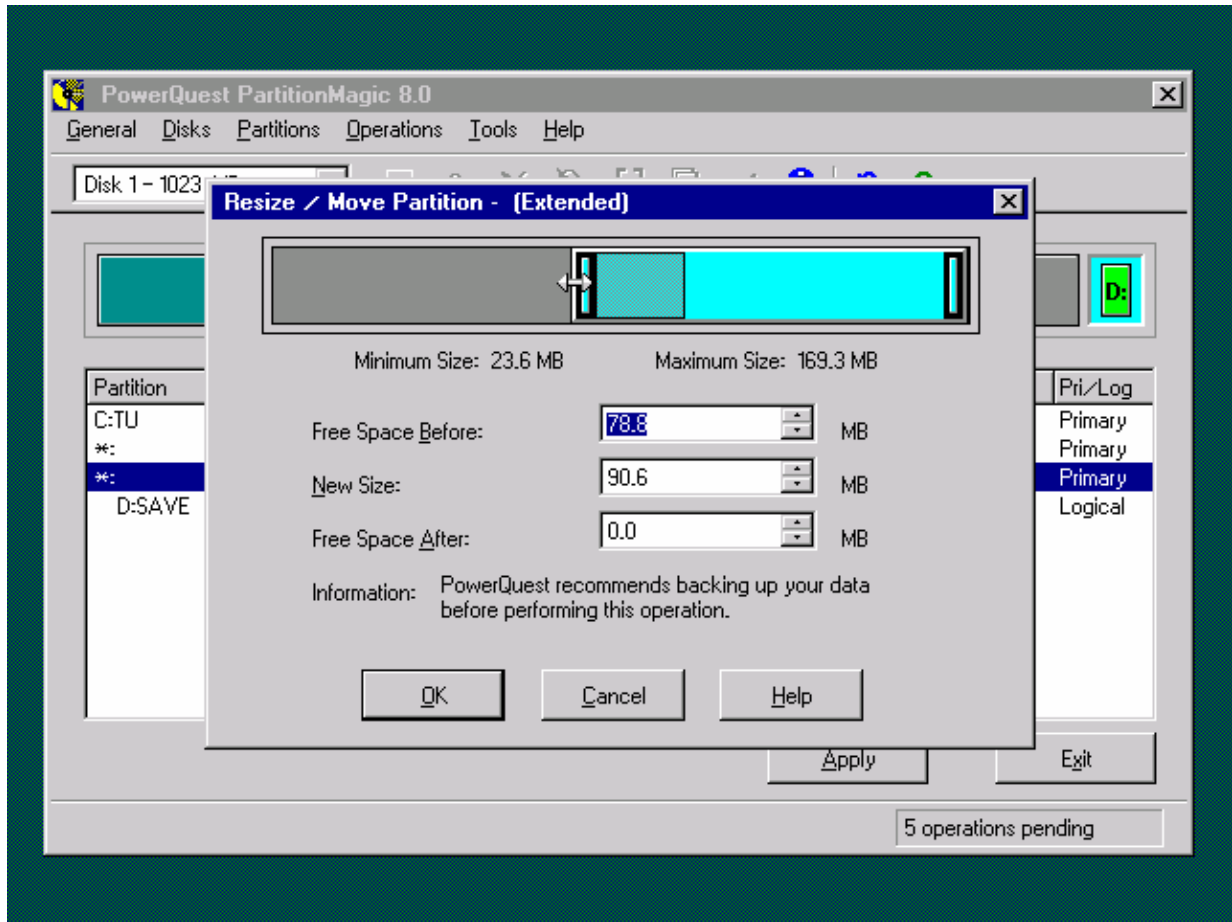 PowerQuest PartitionMagic 8.0
General Disks Partitions Operations Tools Help
Disk 1 - 1023
Resize / Move Partition - (Extended)
D:
Minimum Size: 23.6 MB Maximum Size: 169.3 MB
Partition Pri/Log
C:TU Primary
*: Primary
*: Primary
D:SAVE Logical
Free Space Before: 78.8 MB
New Size: 90.6 MB
Free Space After: 0.0 MB
Information: PowerQuest recommends backing up your data
before performing this operation.
OK Cancel Help
Apply Exit
5 operations pending